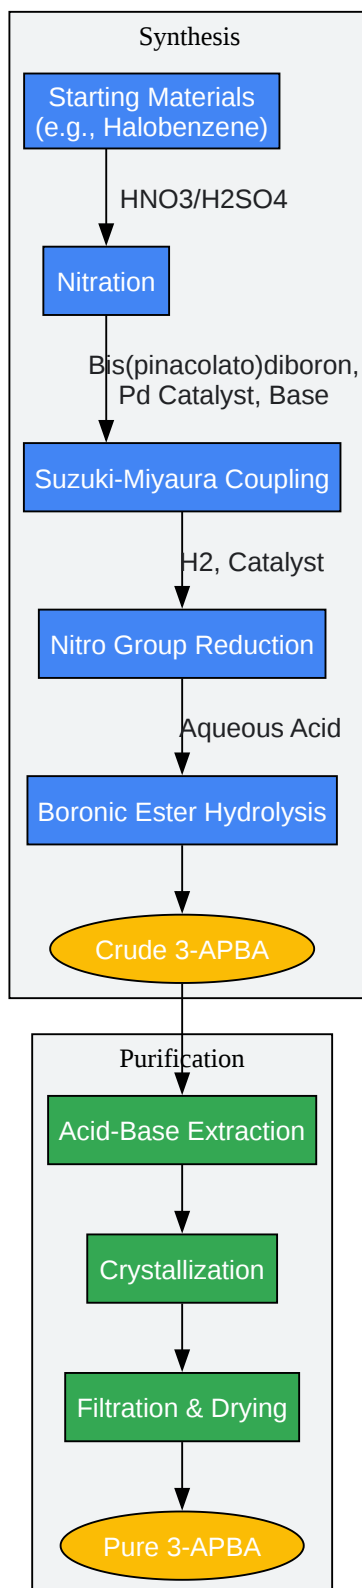 Synthesis
Starting Materials
(e.g., Halobenzene)
HNO3/H2SO4
Nitration
Bis(pinacolato)diboron,
Pd Catalyst, Base
Suzuki-Miyaura Coupling
H2, Catalyst
Nitro Group Reduction
Aqueous Acid
Boronic Ester Hydrolysis
Crude 3-APBA
Purification
Acid-Base Extraction
Crystallization
Filtration & Drying
Pure 3-APBA